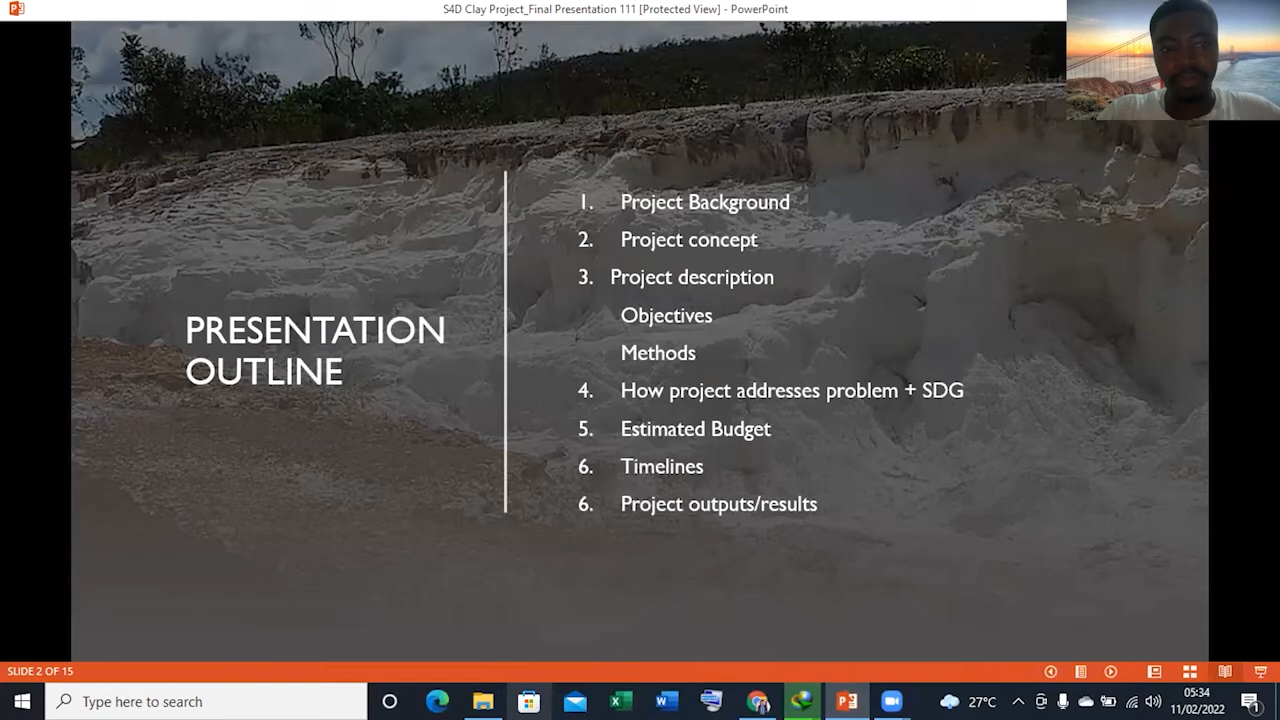 S4D Clay Project_Final Presentation 111 [Protected View] - PowerPoint
PRESENTATION
OUTLINE
1. Project Background
2. Project concept
3. Project description
Objectives
Methods
4. How project addresses problem + SDG
5. Estimated Budget
6. Timelines
6. Project outputs/results
SLIDE 2 OF 15
Type here to search
27°C
05:34
11/02/2022
1